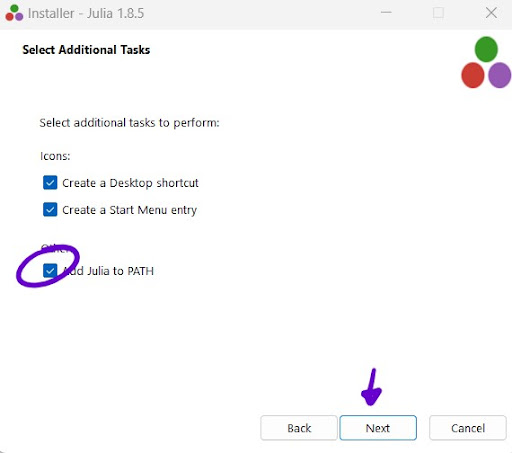 Installer - Julia 1.8.5
Select Additional Tasks
Select additional tasks to perform:
Icons:
Create a Desktop shortcut
Create a Start Menu entry
Other:
Add Julia to PATH
Back Next Cancel